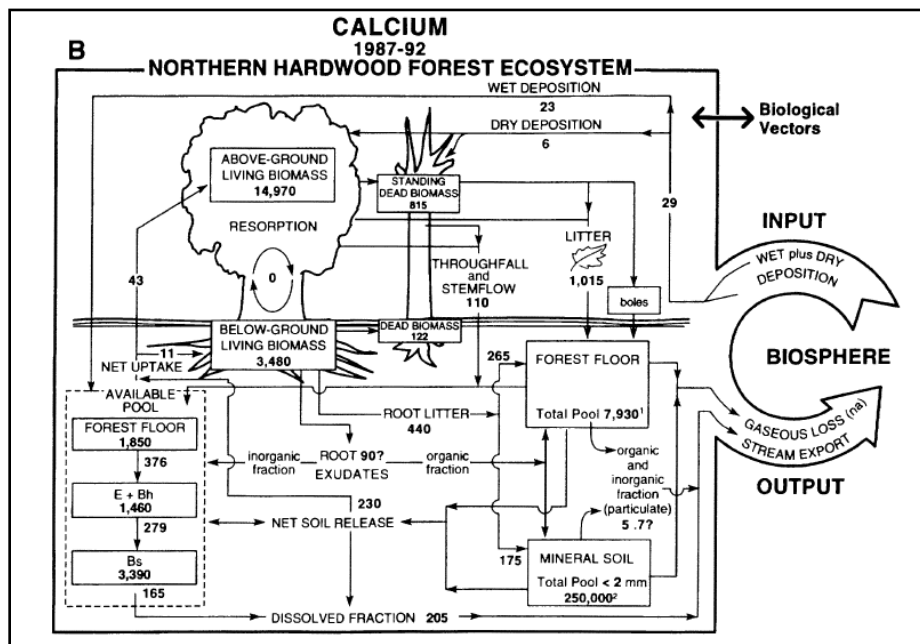 CALCIUM
1987-92
B
NORTHERN HARDWOOD FOREST ECOSYSTEM
WET DEPOSITION
23
Biological
Vectors
DRY DEPOSITION
6
ABOVE-GROUND
LIVING BIOMASS
14,970
STANDING
DEAD BIOMASS
815
29
INPUT
RESORPTION
LITTER
1,015
WET plus DRY
DEPOSITION
43
0
THROUGHFALL
and
STEMFLOW
110
boles
BELOW-GROUND
LIVING BIOMASS
3,480
DEAD BIOMASS
122
BIOSPHERE
11
NET UPTAKE
265
FOREST FLOOR
Total Pool 7,930¹
AVAILABLE
POOL
FOREST FLOOR
1,850
ROOT LITTER
440
GASEOUS LOSS (na)
STREAM EXPORT
376
inorganic
fraction
ROOT 90?
EXUDATES
organic
fraction
organic
and
inorganic
fraction
(particulate)
5 .7?
OUTPUT
E + Bh
1,460
230
279
NET SOIL RELEASE
Bs
3,390
175
MINERAL SOIL
Total Pool < 2 mm
250,000²
165
DISSOLVED FRACTION 205